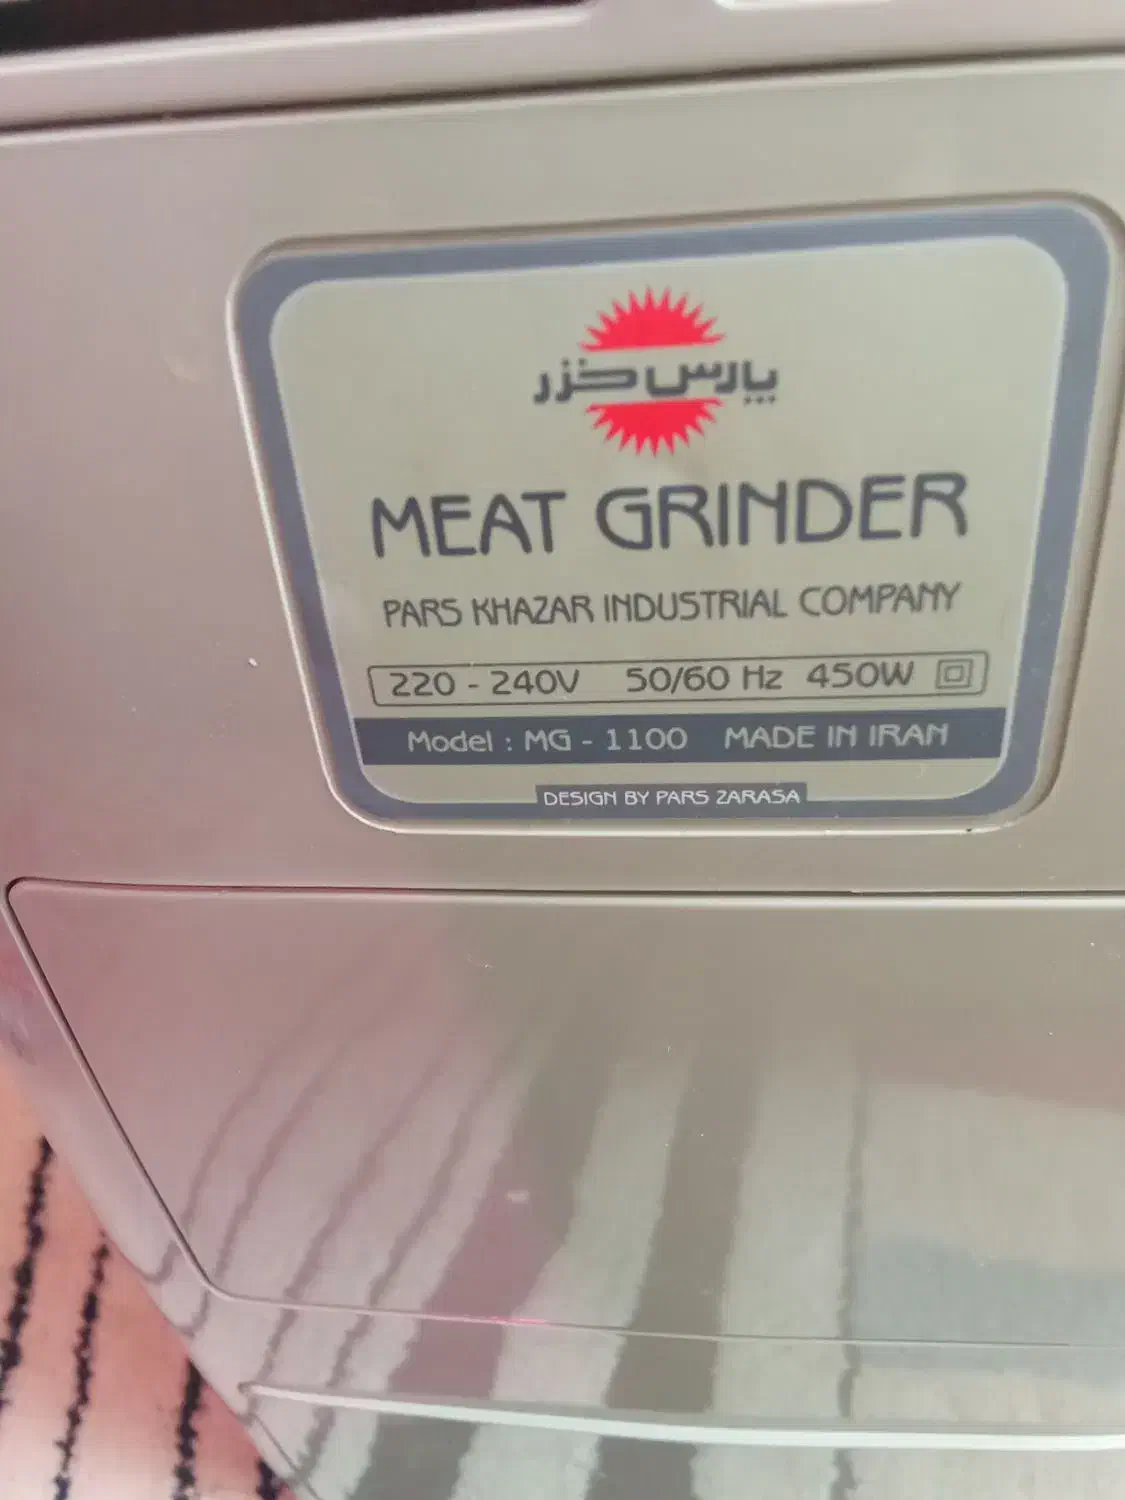 پارس خزر
MEAT GRINDER
PARS KHAZAR INDUSTRIAL COMPANY
220 - 240V 50/60 Hz 450W
Model : MG - 1100 MADE IN IRAN
DESIGN BY PARS ZARASA